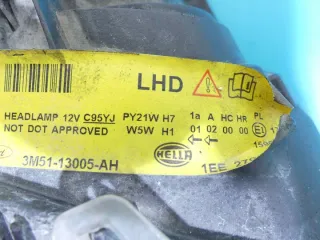 LHD
HEADLAMP 12V C95YJ PY21W H7 1a A HC HR PL
NOT DOT APPROVED W5W H1 01 02 00 00 E1
HELLA
3M51-13005-AH 1EE